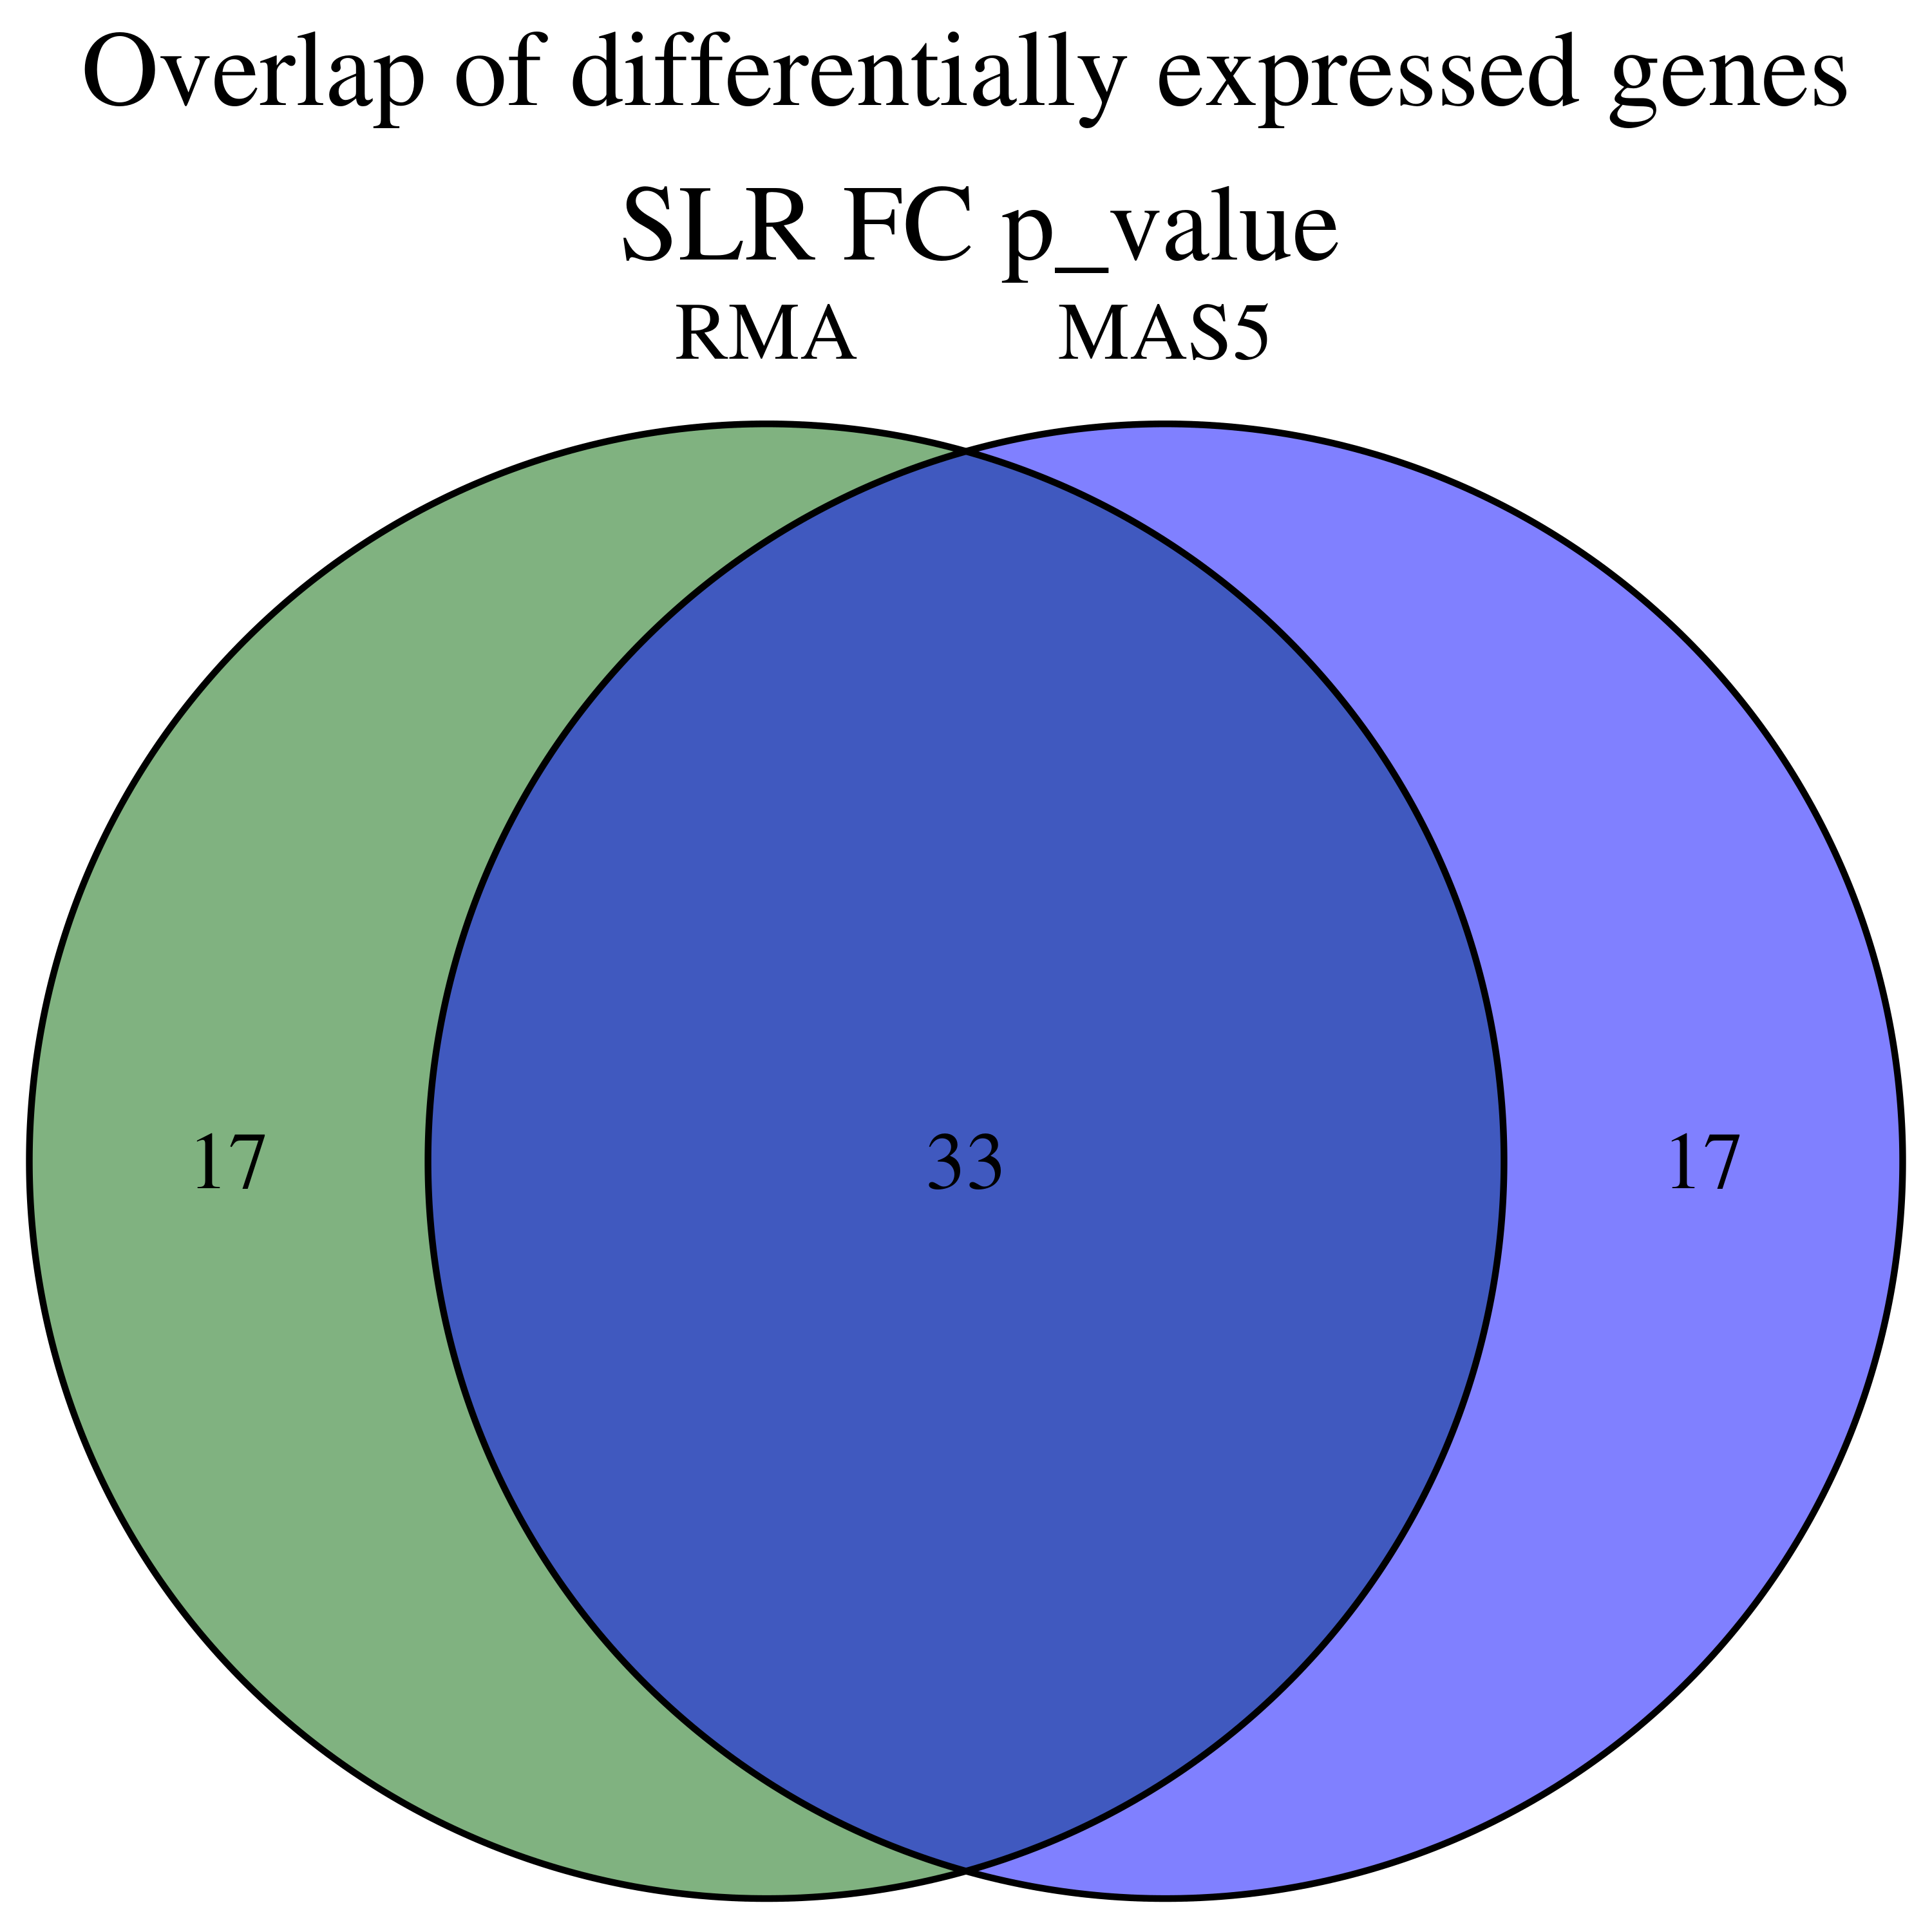 Overlap of differentially expressed genes
SLR FC p_value
RMA MAS5
17 33 17